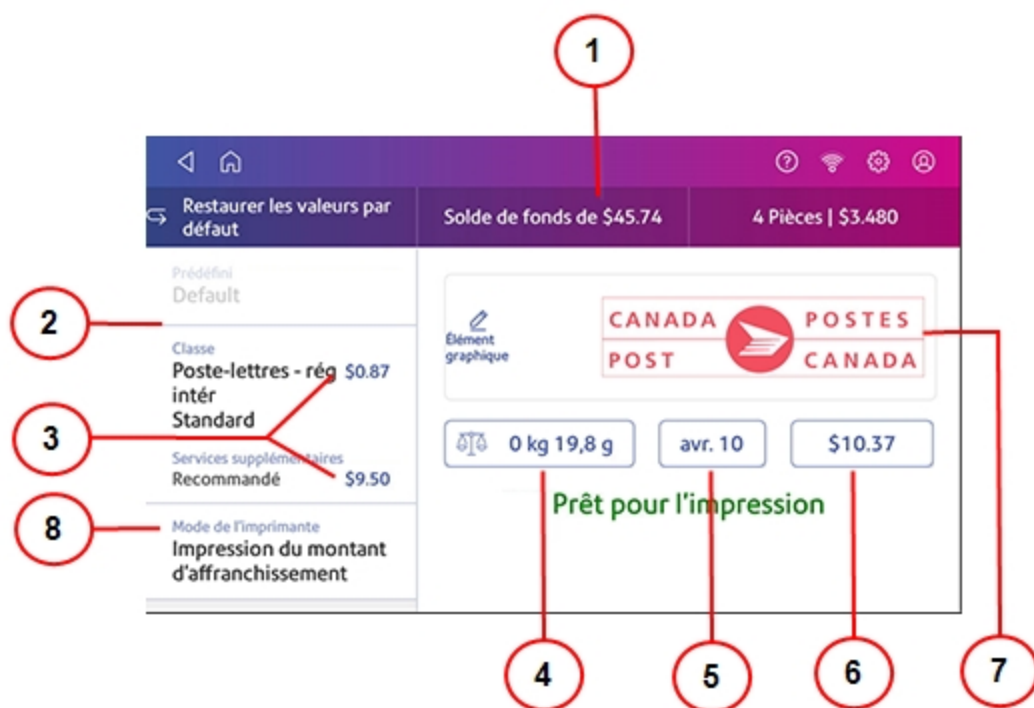 1
Restaurer les valeurs par
défaut
Solde de fonds de $45.74
4 Pièces | $3.480
Prédéfini
Default
2
Classe
Poste-lettres - rég $0.87
intér
Standard
3
Services supplémentaires
Recommandé $9.50
8
Mode de l'imprimante
Impression du montant
d'affranchissement
Élément
graphique
CANADA POSTES
POST CANADA
0 kg 19,8 g
avr. 10
$10.37
Prêt pour l'impression
4
5
6
7